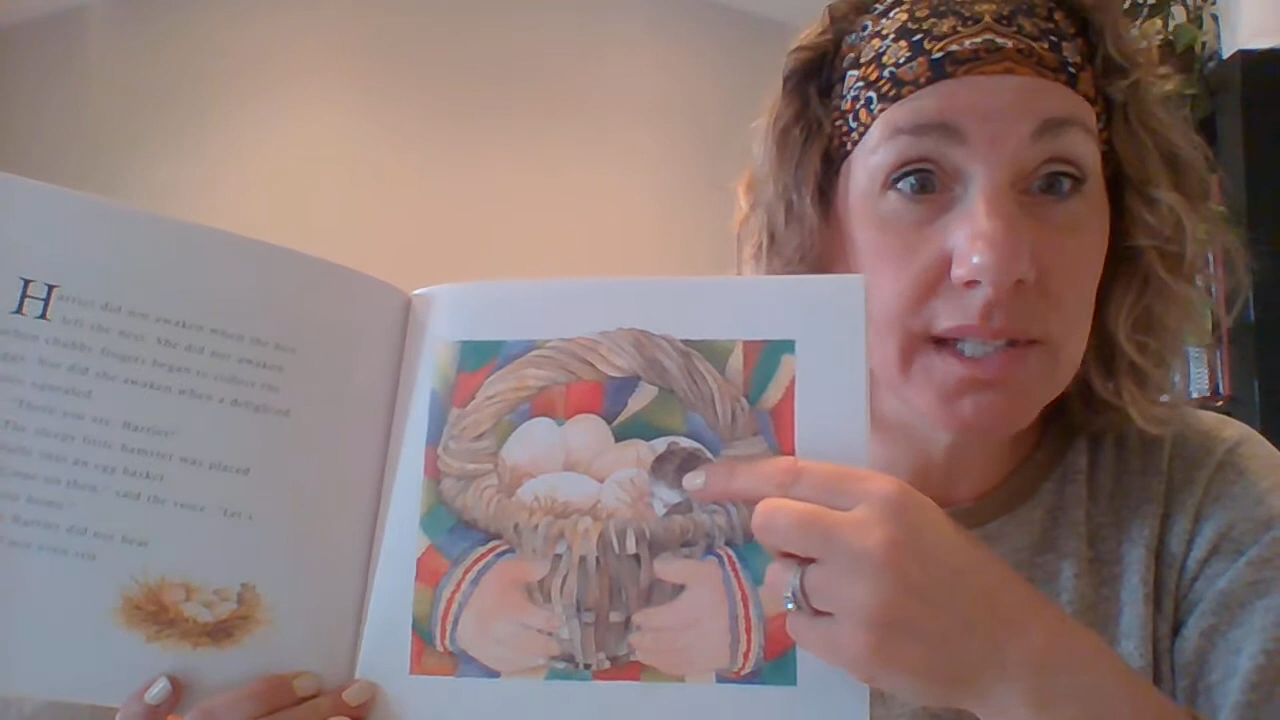 Harriet did not awaken when the hen
left the nest. She did not awaken
when chubby fingers began to collect the
eggs. Nor did she awaken when a delighted
voice squealed,
"There you are, Harriet!"
The sleepy little hamster was placed
into an egg basket.
"Come on then," said the voice. "Let's
go home."
Harriet did not hear.
not even stir